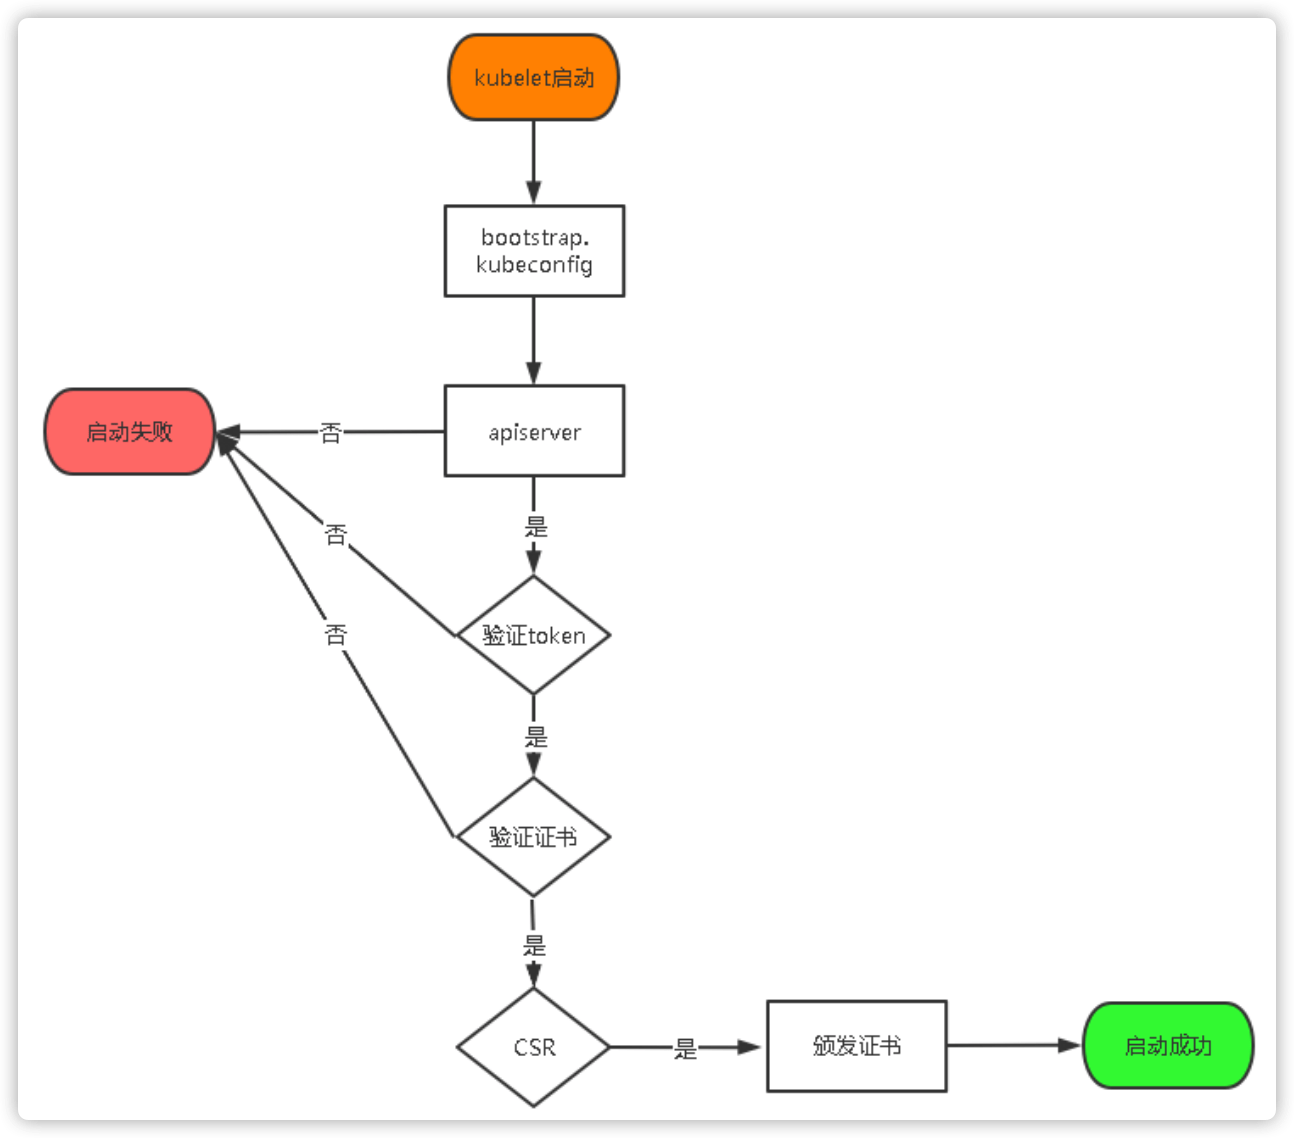 kubelet启动
bootstrap.
kubeconfig
启动失败
否
apiserver
否
是
否
验证token
是
验证证书
是
CSR
是
颁发证书
启动成功